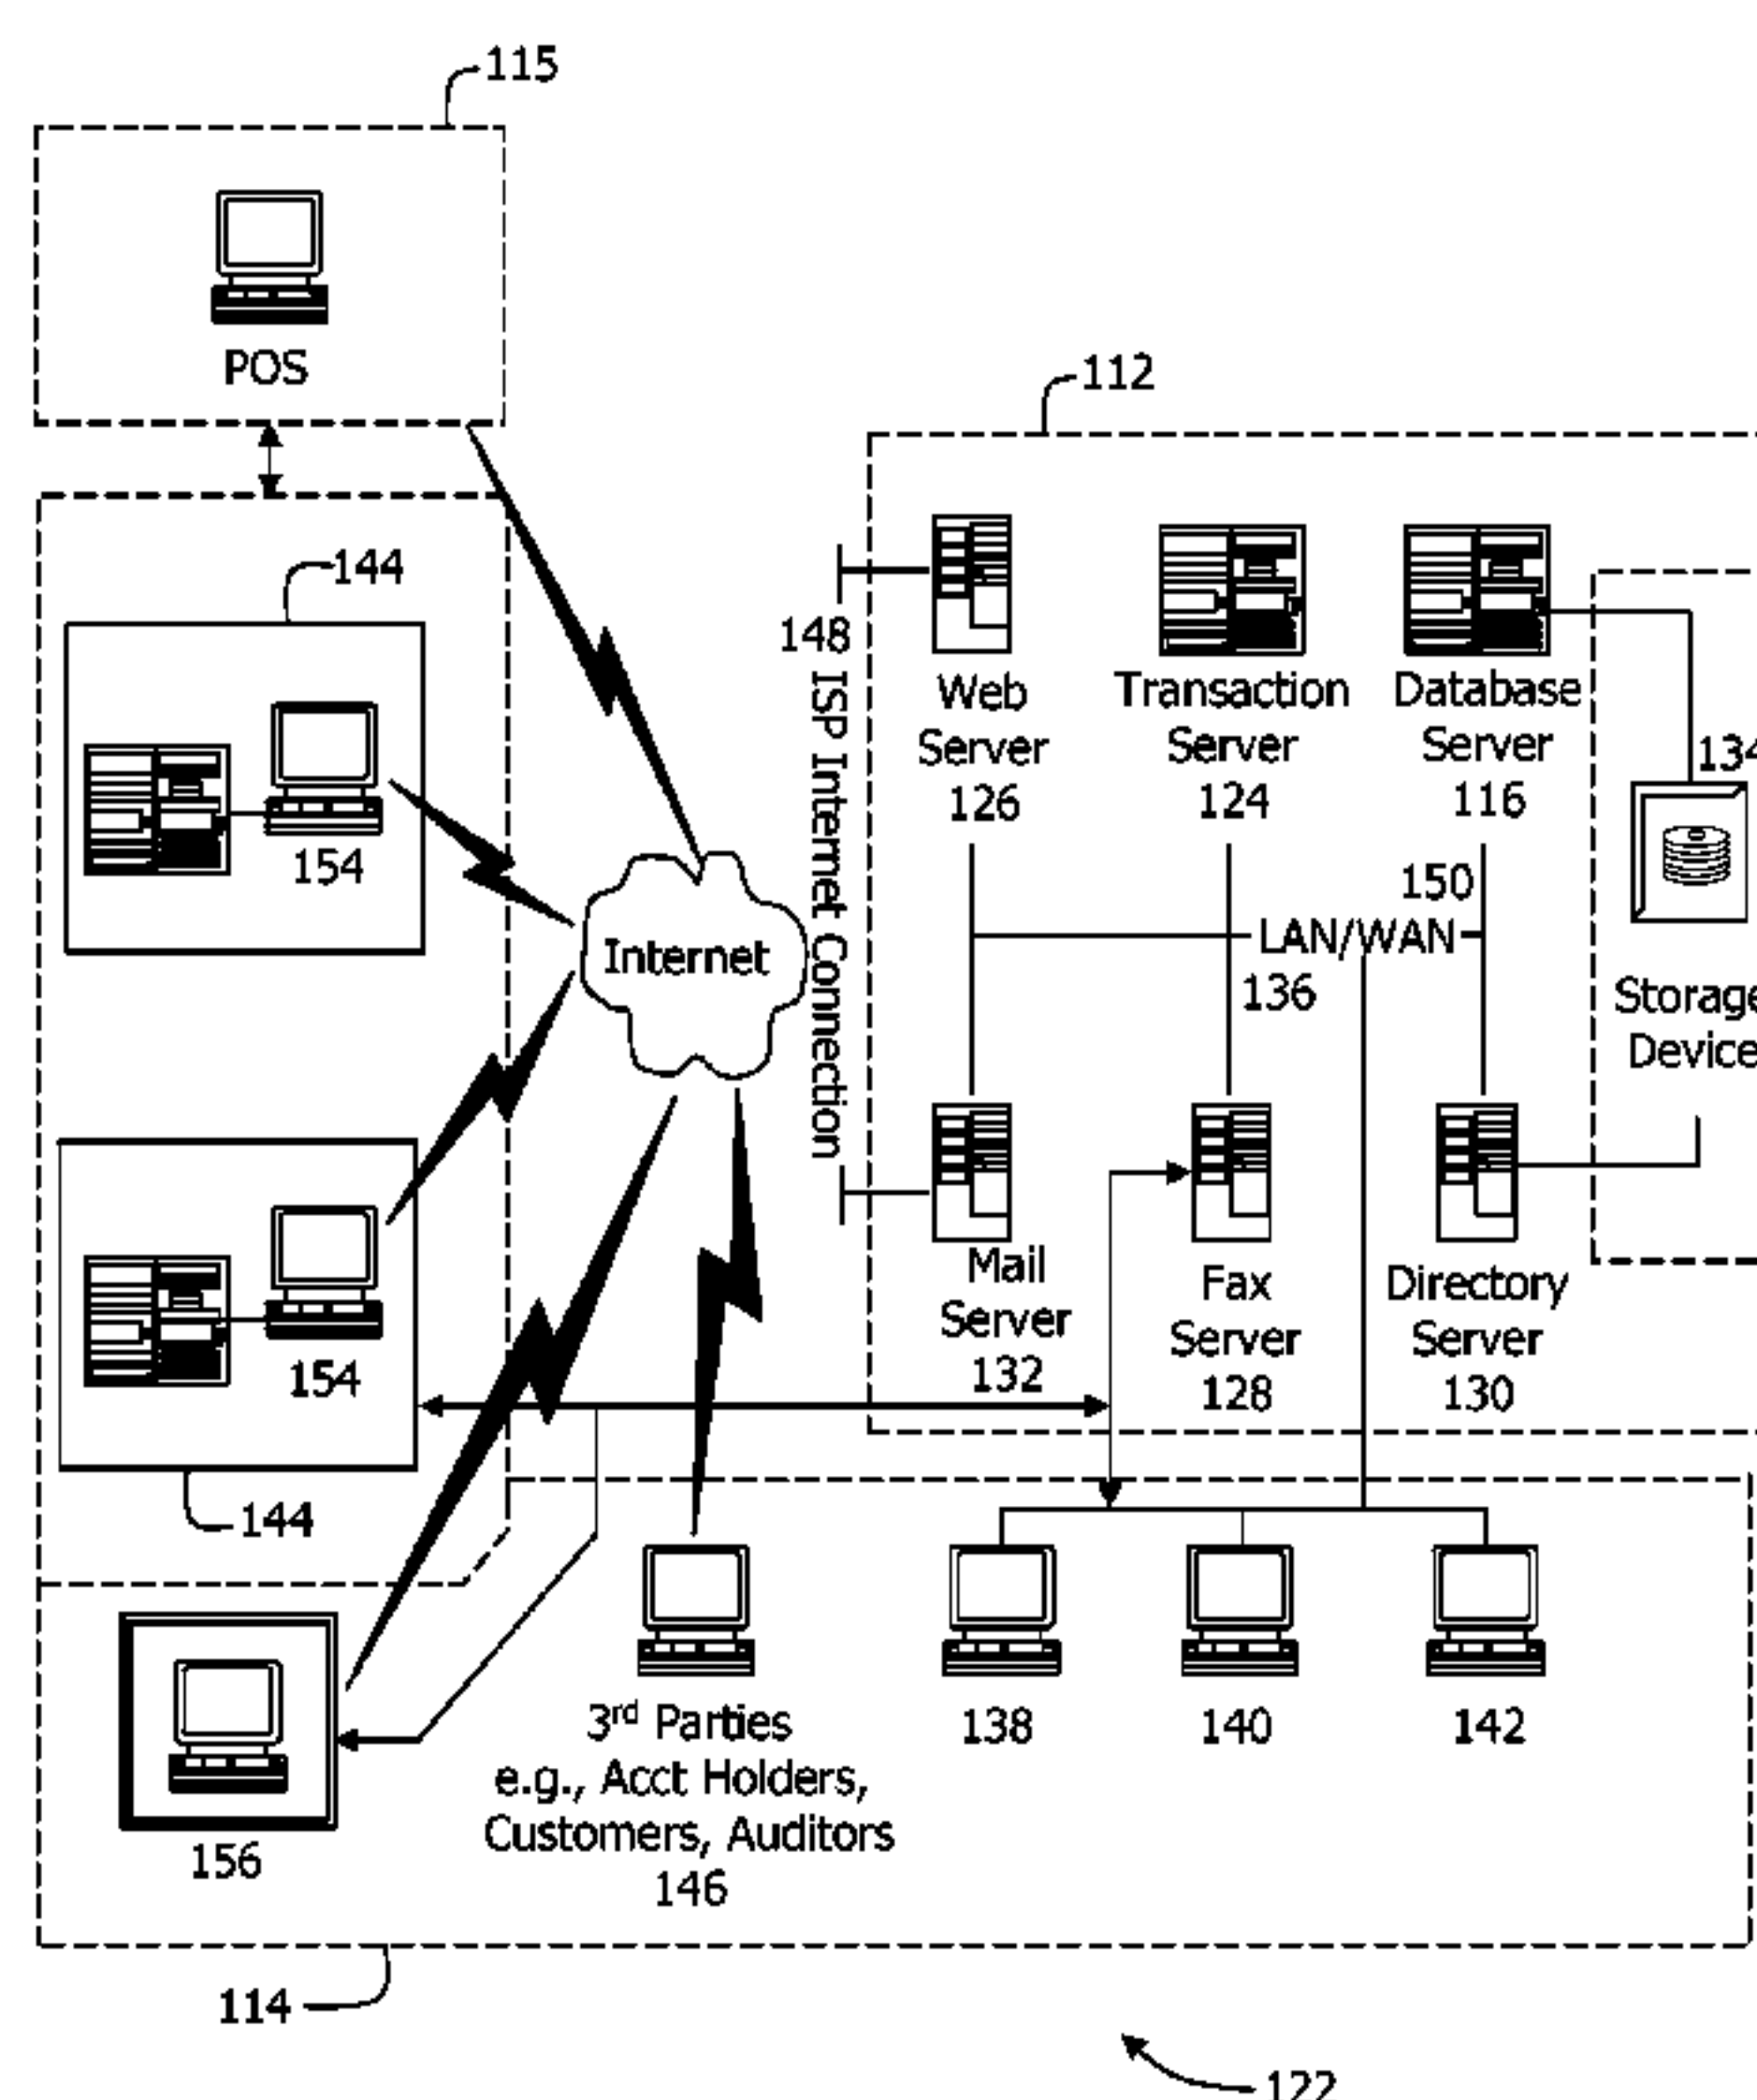 115
POS
112
144
148
Web
Server
126
Transaction
Server
124
Database
Server
116
134
154
ISP Internet Connection
150
LAN/WAN
136
Internet
Storage
Device
Mail
Server
132
Fax
Server
128
Directory
Server
130
154
144
3rd Parties
e.g., Acct Holders,
Customers, Auditors
146
138
140
142
156
114
122